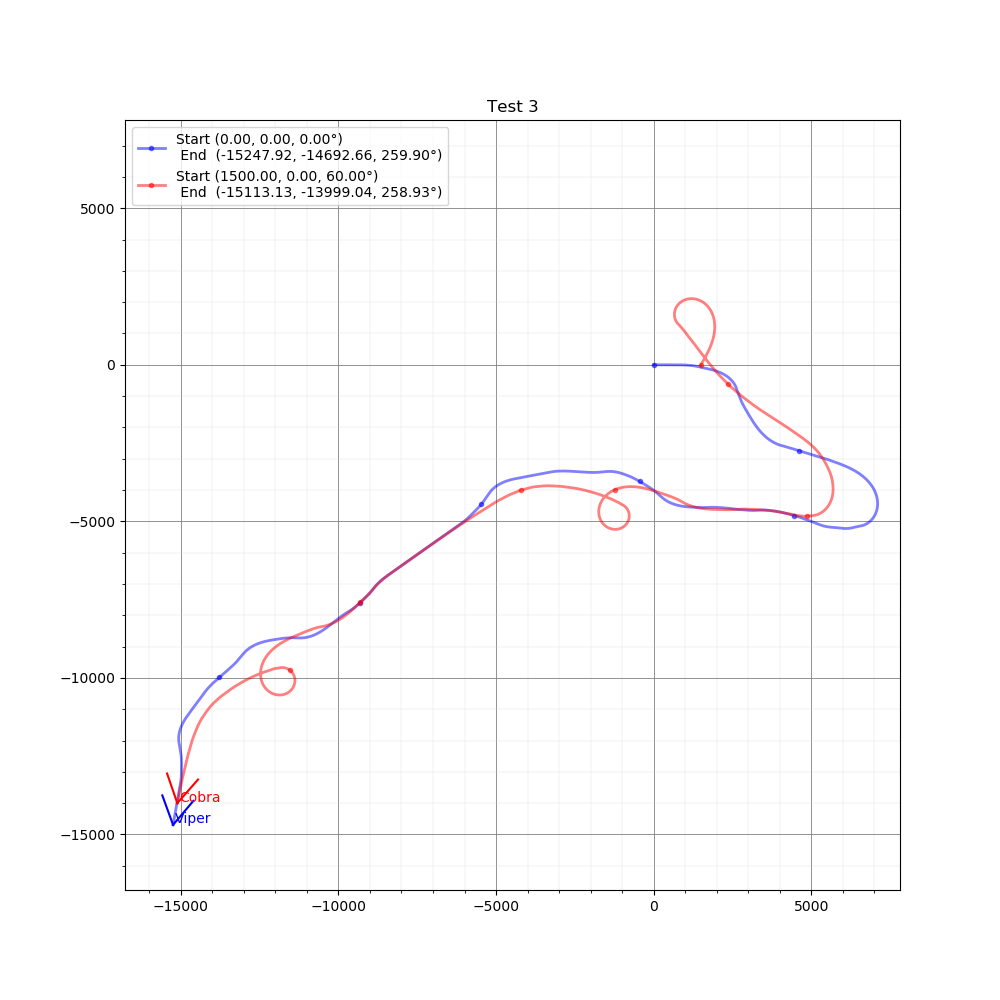 Test 3
Start (0.00, 0.00, 0.00°)
End (-15247.92, -14692.66, 259.90°)
Start (1500.00, 0.00, 60.00°)
End (-15113.13, -13999.04, 258.93°)
5000
0
−5000
−10000
−15000
Cobra
Viper
−15000 −10000 −5000 0 5000